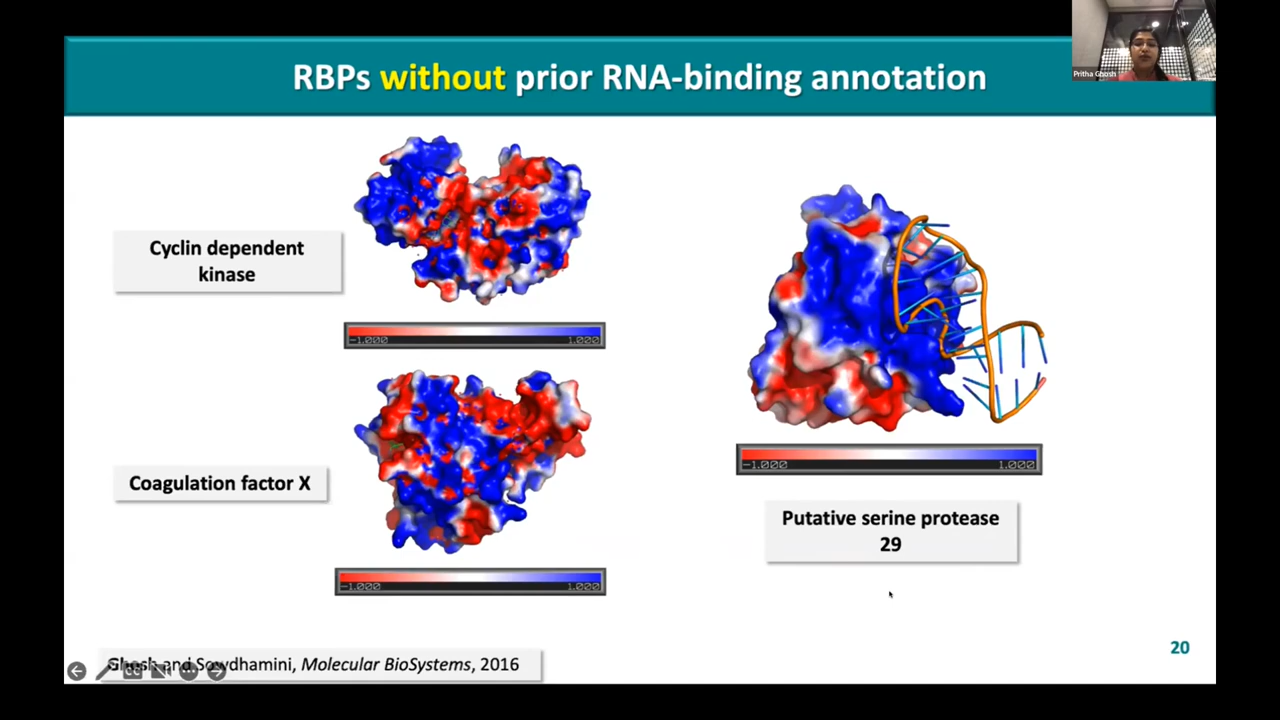 RBPs without prior RNA-binding annotation
Pritha Ghosh
Cyclin dependent
kinase
-1.000 1.000
Coagulation factor X
-1.000 1.000
-1.000 1.000
Putative serine protease
29
Ghosh and Sowdhamini, Molecular BioSystems, 2016
20